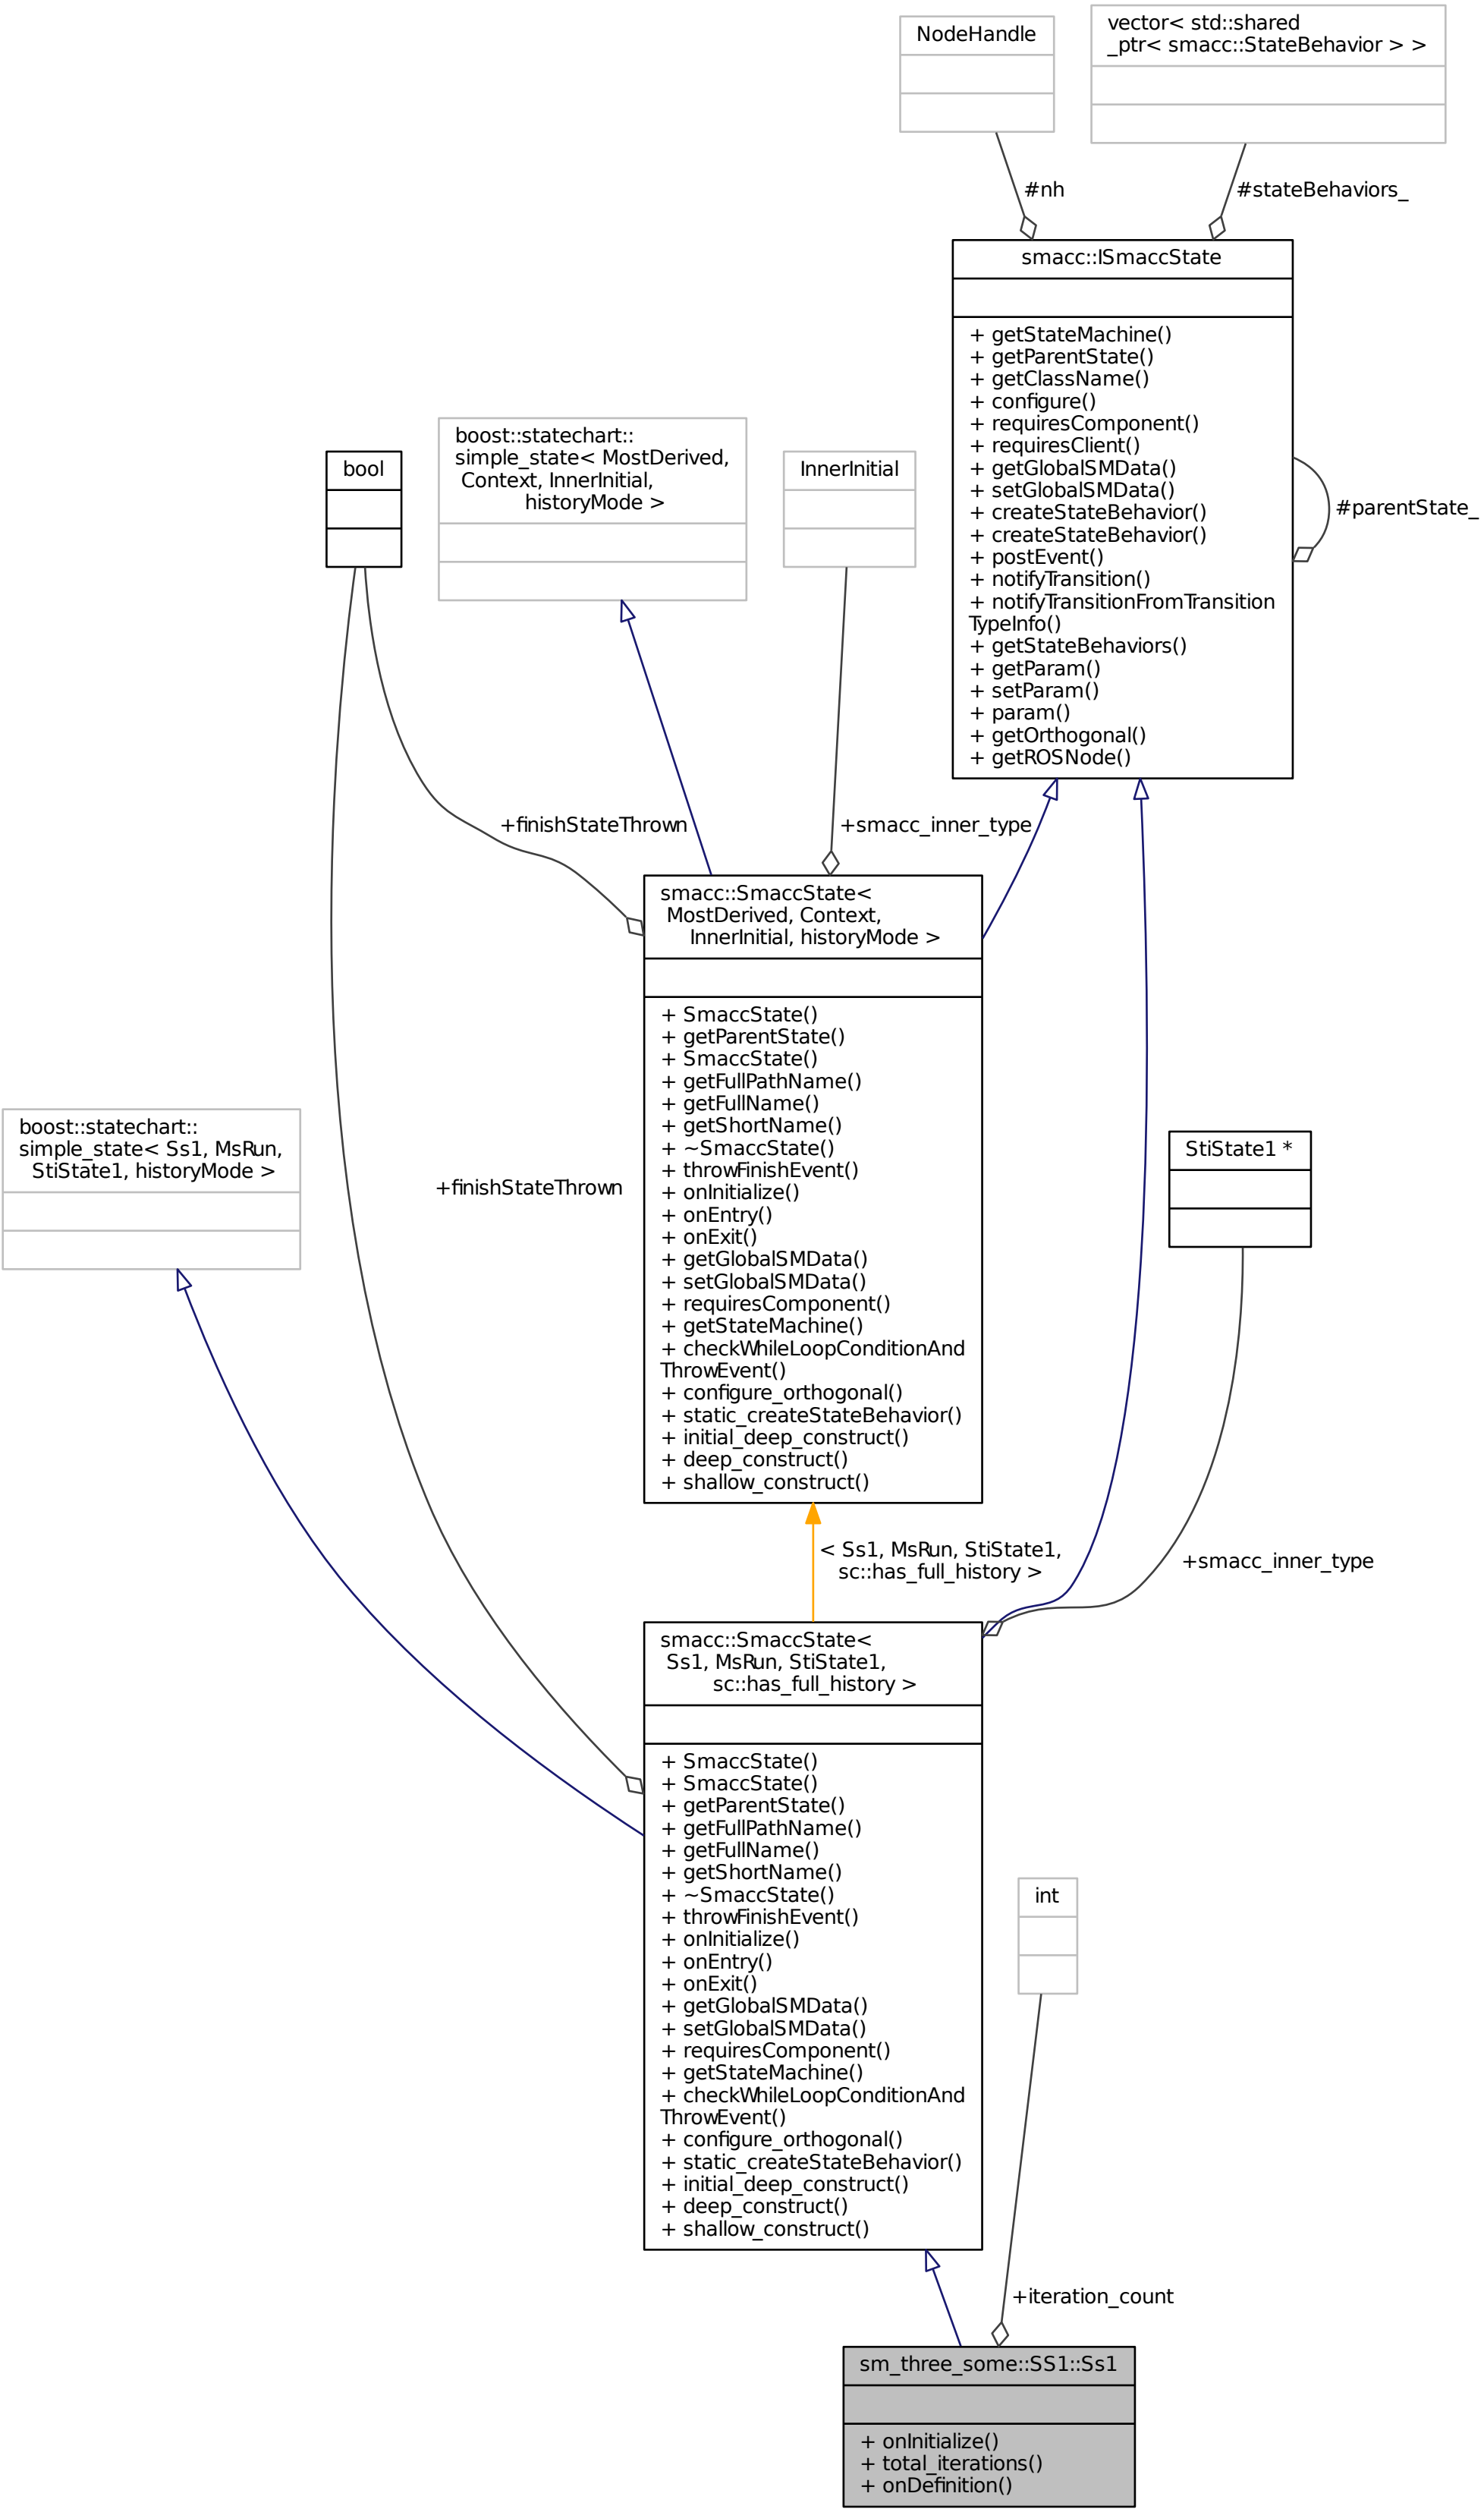 NodeHandle
vector< std::shared
_ptr< smacc::StateBehavior > >
#nh
#stateBehaviors_
smacc::ISmaccState
+ getStateMachine()
+ getParentState()
+ getClassName()
+ configure()
+ requiresComponent()
+ requiresClient()
+ getGlobalSMData()
+ setGlobalSMData()
+ createStateBehavior()
+ createStateBehavior()
+ postEvent()
+ notifyTransition()
+ notifyTransitionFromTransition
TypeInfo()
+ getStateBehaviors()
+ getParam()
+ setParam()
+ param()
+ getOrthogonal()
+ getROSNode()
#parentState_
bool
boost::statechart::
simple_state< MostDerived,
Context, InnerInitial,
historyMode >
InnerInitial
+finishStateThrown
+smacc_inner_type
smacc::SmaccState<
MostDerived, Context,
InnerInitial, historyMode >
+ SmaccState()
+ getParentState()
+ SmaccState()
+ getFullPathName()
+ getFullName()
+ getShortName()
+ ~SmaccState()
+ throwFinishEvent()
+ onInitialize()
+ onEntry()
+ onExit()
+ getGlobalSMData()
+ setGlobalSMData()
+ requiresComponent()
+ getStateMachine()
+ checkWhileLoopConditionAnd
ThrowEvent()
+ configure_orthogonal()
+ static_createStateBehavior()
+ initial_deep_construct()
+ deep_construct()
+ shallow_construct()
boost::statechart::
simple_state< Ss1, MsRun,
StiState1, historyMode >
+finishStateThrown
StiState1 *
< Ss1, MsRun, StiState1,
sc::has_full_history >
+smacc_inner_type
smacc::SmaccState<
Ss1, MsRun, StiState1,
sc::has_full_history >
+ SmaccState()
+ SmaccState()
+ getParentState()
+ getFullPathName()
+ getFullName()
+ getShortName()
+ ~SmaccState()
+ throwFinishEvent()
+ onInitialize()
+ onEntry()
+ onExit()
+ getGlobalSMData()
+ setGlobalSMData()
+ requiresComponent()
+ getStateMachine()
+ checkWhileLoopConditionAnd
ThrowEvent()
+ configure_orthogonal()
+ static_createStateBehavior()
+ initial_deep_construct()
+ deep_construct()
+ shallow_construct()
int
+iteration_count
sm_three_some::SS1::Ss1
+ onInitialize()
+ total_iterations()
+ onDefinition()